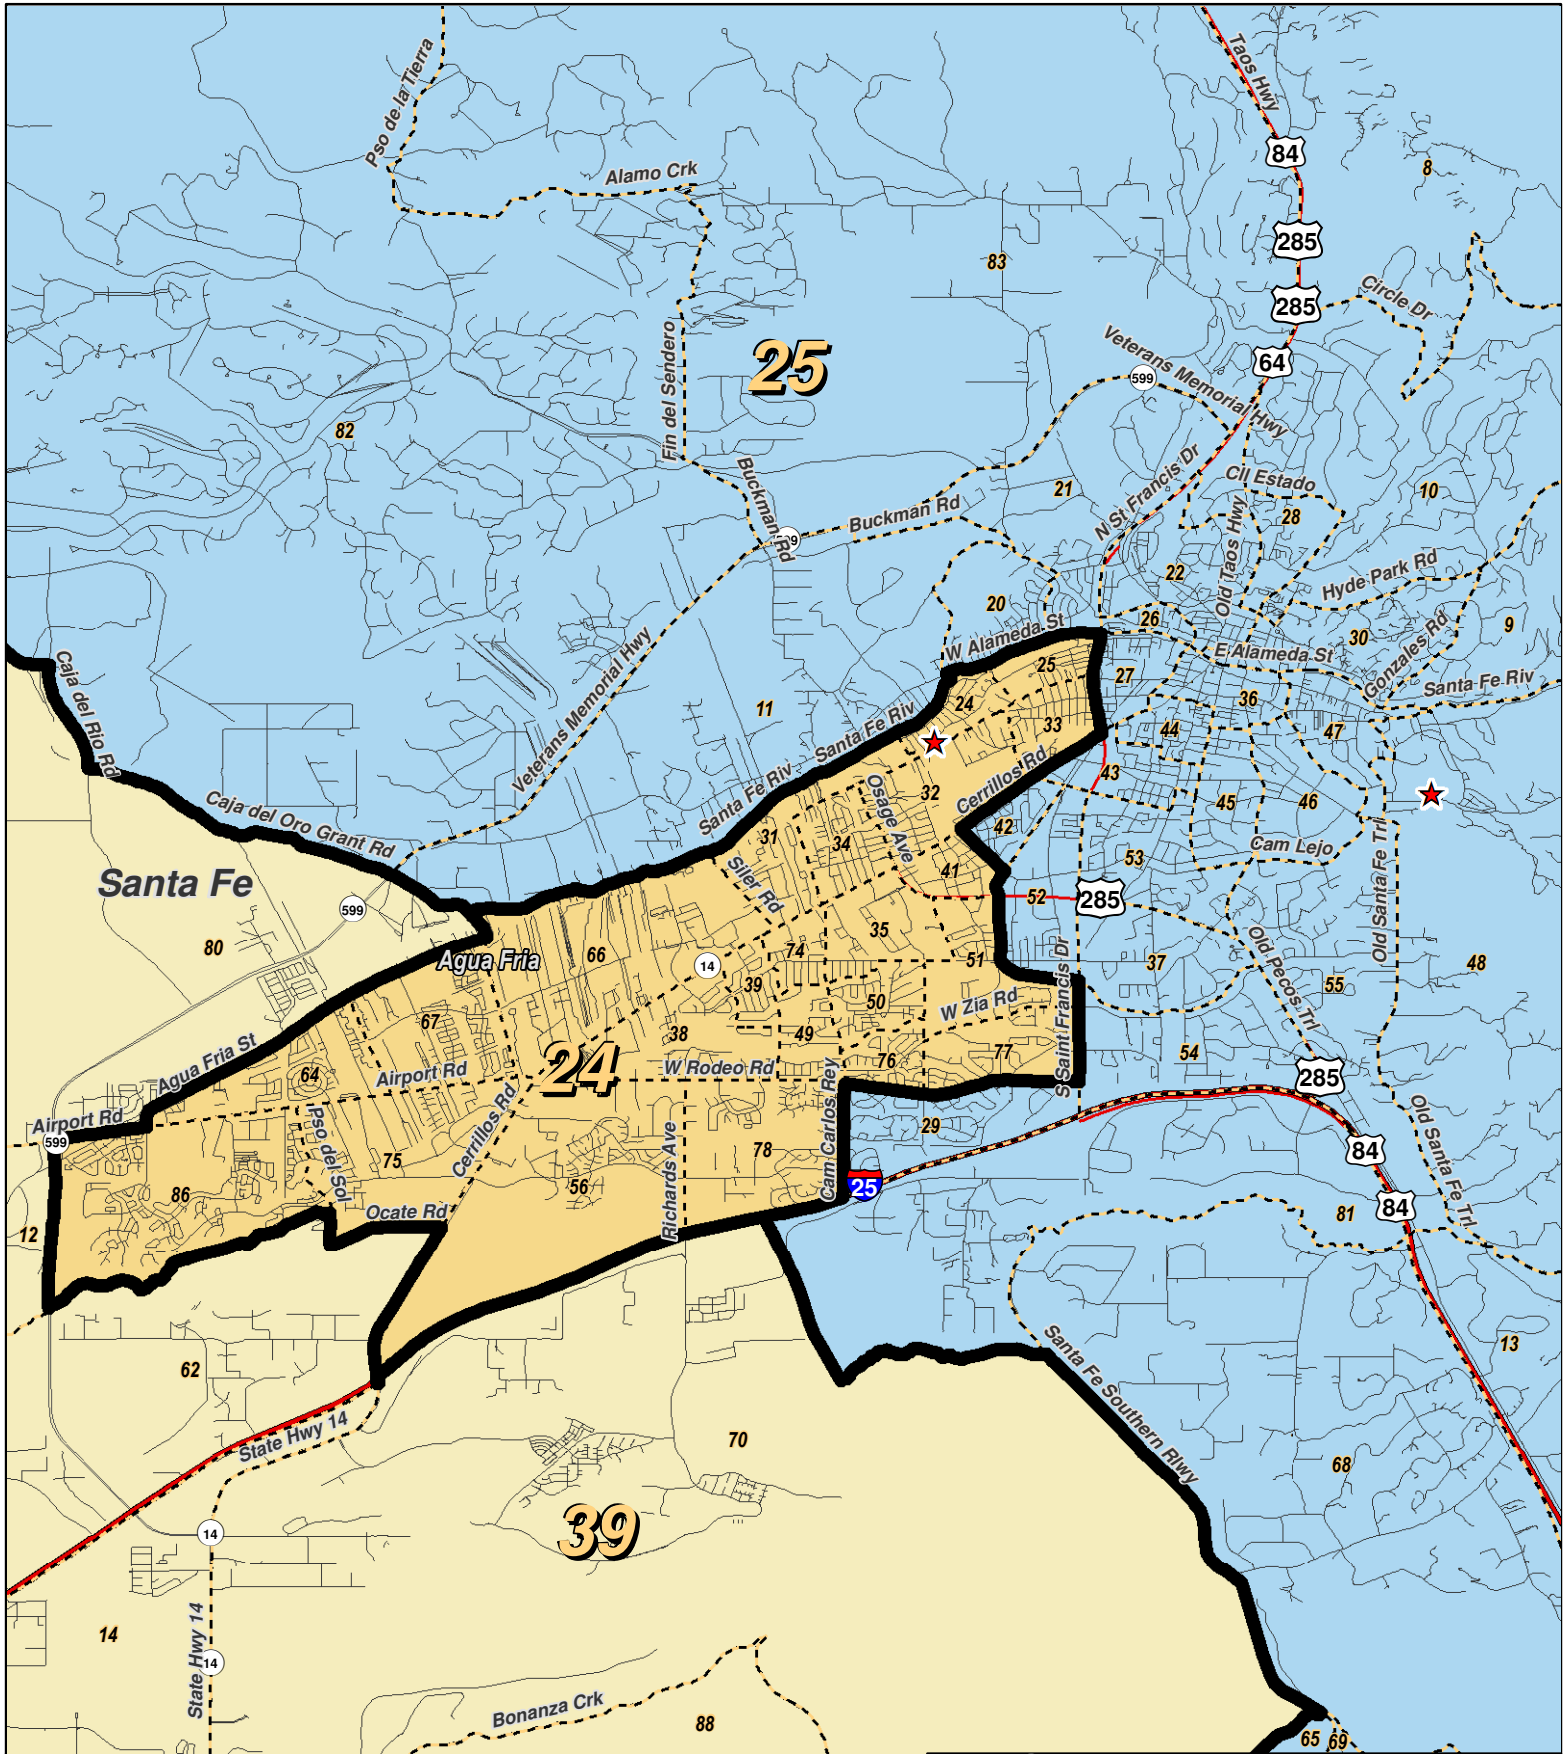 Taos Hwy
Pso de la Tierra
84
8
Alamo Crk
285
83
Circle Dr
285
Fin del Sendero
25
Veterans Memorial Hwy
64
599
82
Buckman Rd
N St Francis Dr
Cll Estado
21
10
Buckman Rd
28
Old Taos Hwy
22
Hyde Park Rd
20
26
W Alameda St
30
9
E Alameda St
Gonzales Rd
Caja del Rio Rd
25
27
Santa Fe Riv
Veterans Memorial Hwy
11
24
36
33
44
47
Santa Fe Riv
Cerrillos Rd
43
Santa Fe Riv
Osage Ave
32
45
46
Caja del Oro Grant Rd
31
34
42
Cam Lejo
53
Santa Fe
Siler Rd
41
52
285
599
Old Santa Fe Trl
80
35
Agua Fria
66
74
51
S Saint Francis Dr
37
Old Pecos Trl
48
14
39
50
W Zia Rd
55
67
38
49
Agua Fria St
76
77
54
24
64
Airport Rd
W Rodeo Rd
285
Airport Rd
Cam Carlos Rey
Old Santa Fe Trl
599
Pso del Sol
Cerrillos Rd
Richards Ave
29
75
78
84
86
56
25
84
Ocate Rd
81
12
13
62
Santa Fe Southern Rlwy
State Hwy 14
70
68
39
14
14
State Hwy 14
14
Bonanza Crk
88
65
69